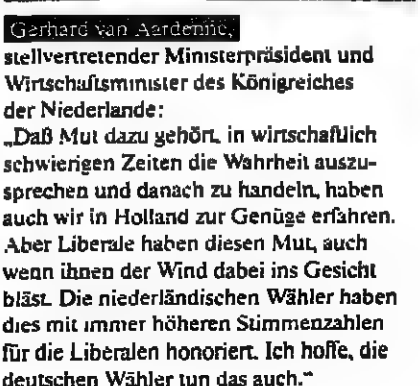 Gerhard van Aardenne,
stellvertretender Ministerpräsident und
Wirtschaftsminister des Königreiches
der Niederlande:
„Daß Mut dazu gehört, in wirtschaftlich
schwierigen Zeiten die Wahrheit auszu-
sprechen und danach zu handeln, haben
auch wir in Holland zur Genüge erfahren.
Aber Liberale haben diesen Mut, auch
wenn ihnen der Wind dabei ins Gesicht
bläst. Die niederländischen Wähler haben
dies mit immer höheren Stimmenzahlen
für die Liberalen honoriert. Ich hoffe, die
deutschen Wähler tun das auch.“